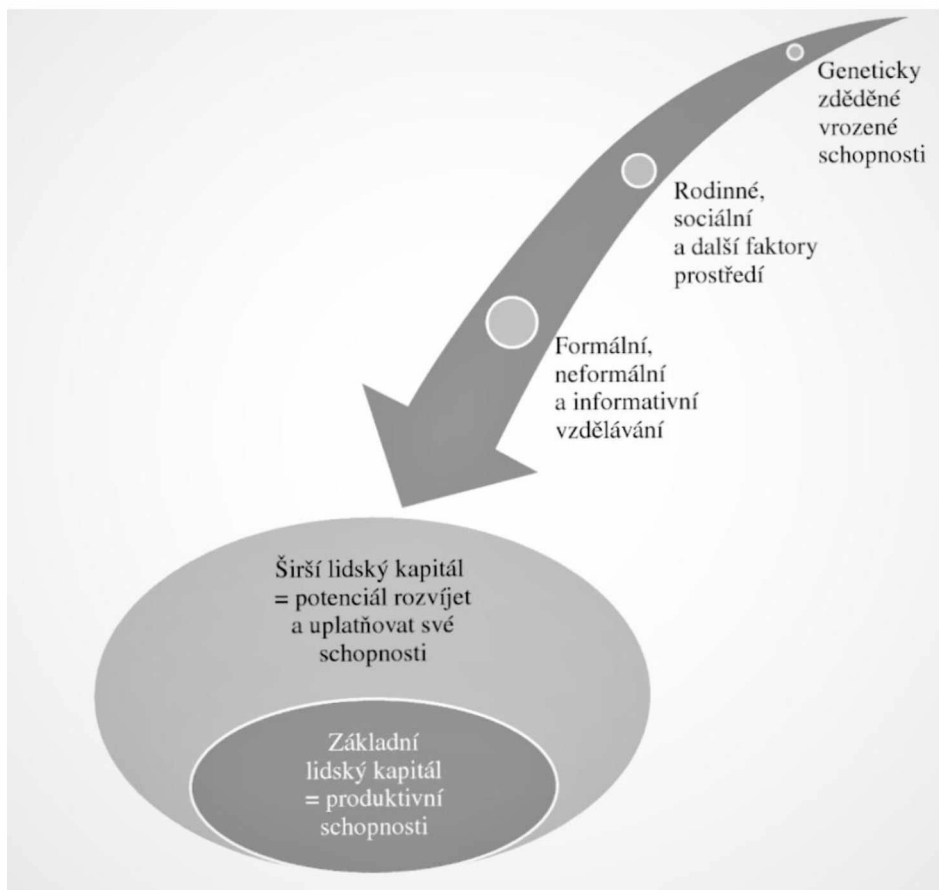 Geneticky
zděděné
vrozené
schopnosti
Rodinné,
sociální
a další faktory
prostředí
Formální,
neformální
a informativní
vzdělávání
Širší lidský kapitál
= potenciál rozvíjet
a uplatňovat své
schopnosti
Základní
lidský kapitál
= produktivní
schopnosti